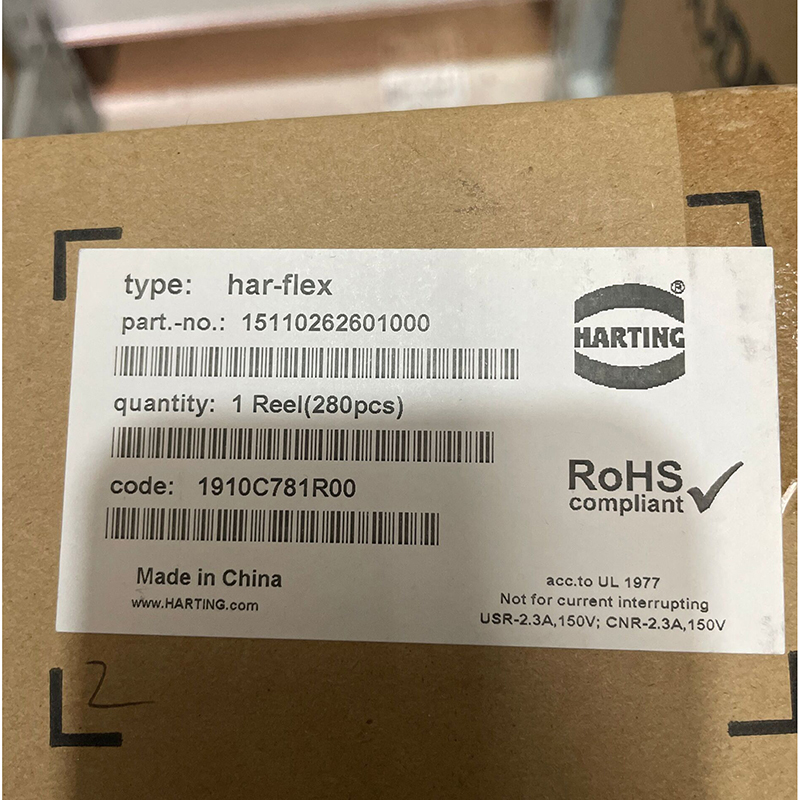 type: har-flex
part.-no.: 15110262601000
quantity: 1 Reel(280pcs)
code: 1910C781R00
Made in China
www.HARTING.com
HARTING®
RoHS
compliant
acc.to UL 1977
Not for current interrupting
USR-2.3A,150V; CNR-2.3A,150V
2